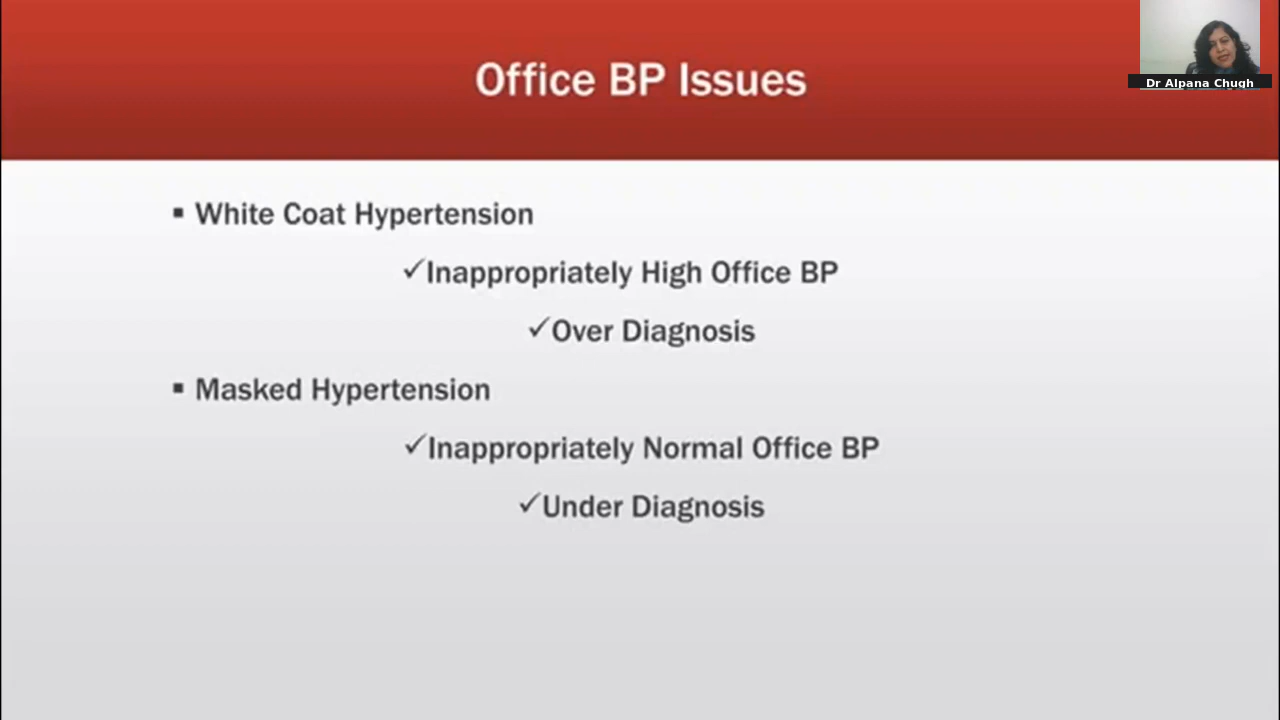 Office BP Issues
Dr Alpana Chugh
▪ White Coat Hypertension
✓Inappropriately High Office BP
✓Over Diagnosis
▪ Masked Hypertension
✓Inappropriately Normal Office BP
✓Under Diagnosis